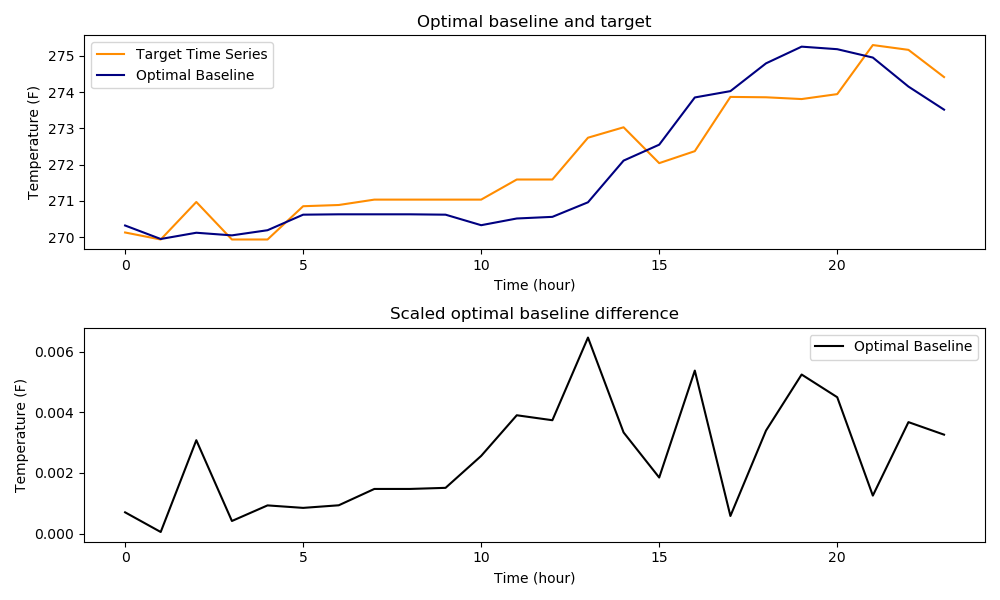 Optimal baseline and target
Temperature (F)
275
274
273
272
271
270
Target Time Series
Optimal Baseline
0 5 10 15 20
Time (hour)
Scaled optimal baseline difference
Temperature (F)
0.006
0.004
0.002
0.000
Optimal Baseline
0 5 10 15 20
Time (hour)